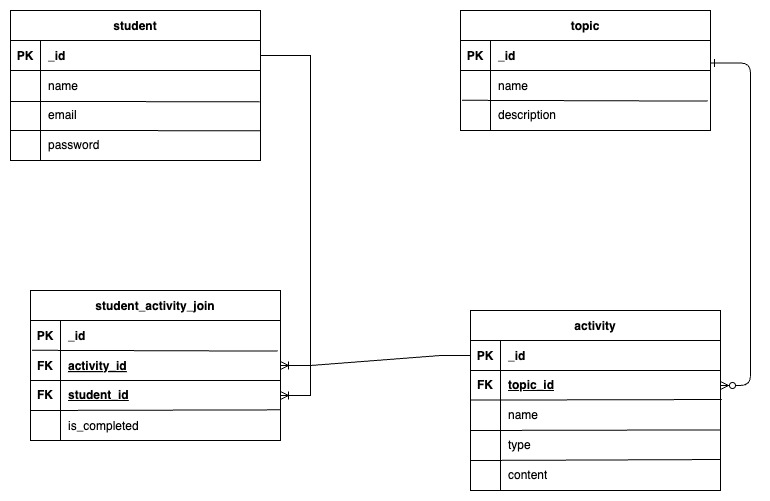 student
PK _id
name
email
password
topic
PK _id
name
description
student_activity_join
PK _id
FK activity_id
FK student_id
is_completed
activity
PK _id
FK topic_id
name
type
content